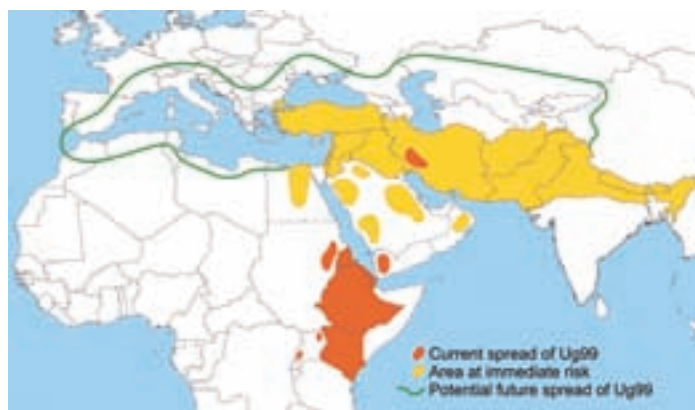 Current spread of Ug99
Area at immediate risk
Potential future spread of Ug99